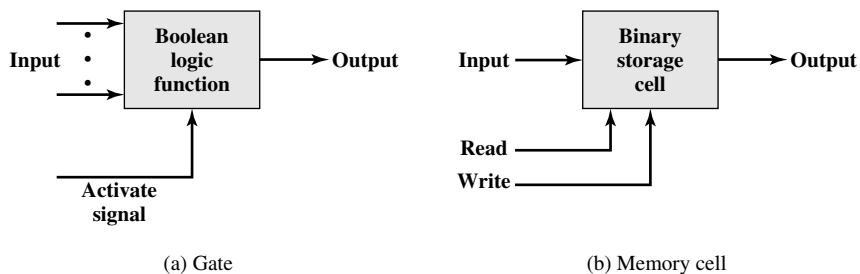 Input
Boolean
logic
function
Output
Activate
signal
(a) Gate
Input
Binary
storage
cell
Output
Read
Write
(b) Memory cell